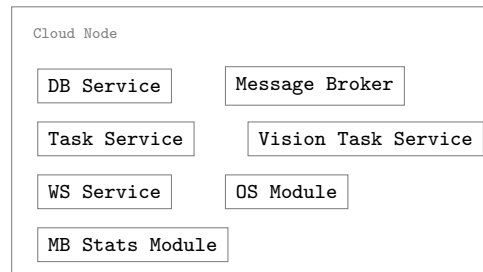 Cloud Node
DB Service
Message Broker
Task Service
Vision Task Service
WS Service
OS Module
MB Stats Module